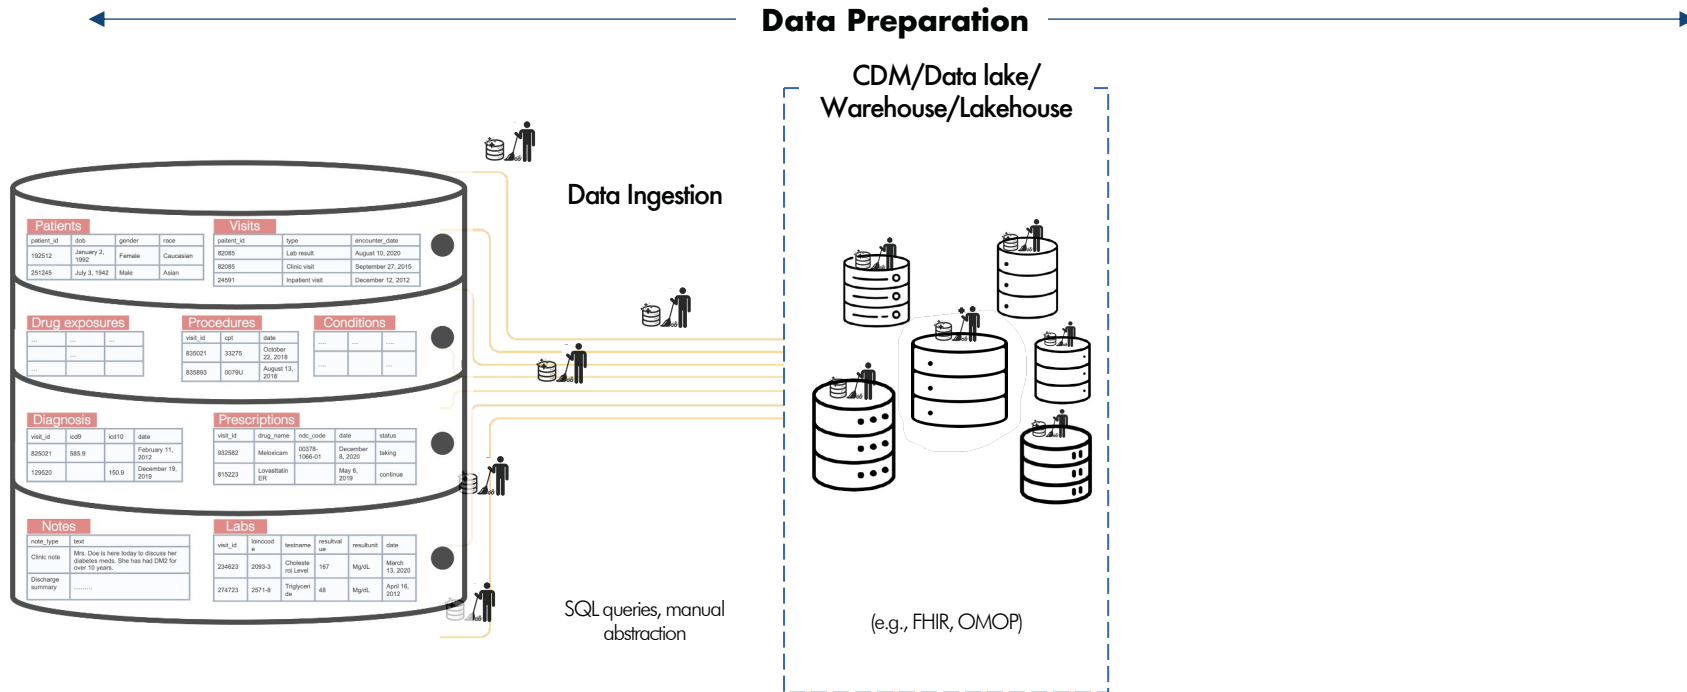 Data Preparation
CDM/Data lake/
Warehouse/Lakehouse
Data Ingestion
Patients
patient_id dob gender race
192512 January 2, 1992 Female Caucasian
251245 July 3, 1942 Male Asian
Visits
paitent_id type encounter_date
82085 Lab result August 10, 2020
82085 Clinic visit September 27, 2015
24591 Inpatient visit December 12, 2012
Drug exposures
... ... ...
...
...
Procedures
visit_id cpt date
835021 33275 October 22, 2018
835893 0079U August 13, 2018
Conditions
.... ... .....
.... ...
Diagnosis
visit_id icd9 icd10 date
825021 585.9 February 11, 2012
129520 150.9 December 19, 2019
Prescriptions
visit_id drug_name ndc_code date status
932582 Meloxicam 00378-1066-01 December 8, 2020 taking
815223 Lovasttatin ER May 6, 2019 continue
Notes
note_type text
Clinic note Mrs. Doe is here today to discuss her diabetes meds. She has had DM2 for over 10 years.
Discharge summary .........
Labs
visit_id loinccode testname resultvalue resultunit date
234623 2093-3 Cholesterol Level 167 Mg/dL March 13, 2020
274723 2571-8 Triglyceride 48 Mg/dL April 16, 2012
SQL queries, manual
abstraction
(e.g., FHIR, OMOP)